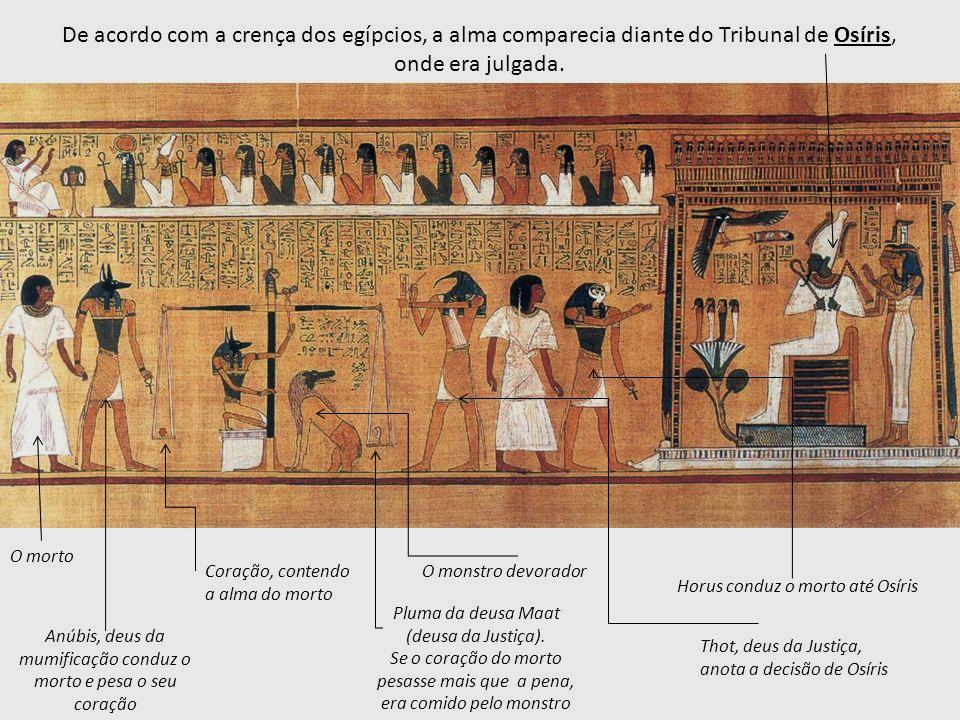 De acordo com a crença dos egípcios, a alma comparecia diante do Tribunal de Osíris,
onde era julgada.
O morto
Anúbis, deus da
mumificação conduz o
morto e pesa o seu
coração
Coração, contendo
a alma do morto
O monstro devorador
Pluma da deusa Maat
(deusa da Justiça).
Se o coração do morto
pesasse mais que a pena,
era comido pelo monstro
Horus conduz o morto até Osíris
Thot, deus da Justiça,
anota a decisão de Osíris